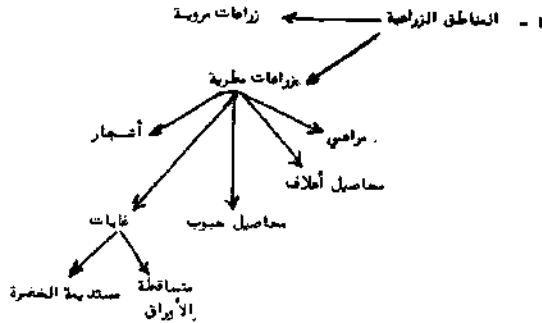 ١ - المناطق الزراعية
زراعات مروية
زراعات مطرية
مراعي
محاصيل أعلاف
محاصيل حبوب
غابات
أشجار
متساقطة
الأوراق
مستديمة الخضرة